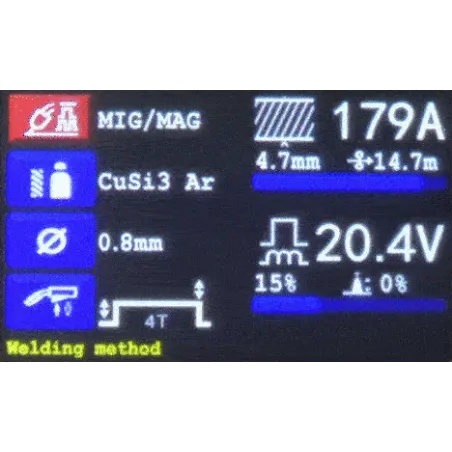 MIG/MAG
179A
4.7mm 14.7m
CuSi3 Ar
20.4V
0.8mm
15% : 0%
4T
Welding method